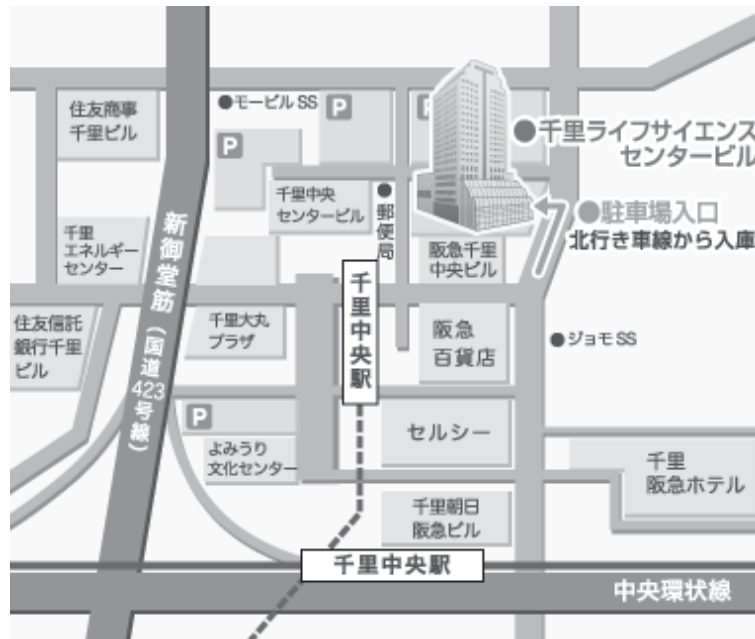 住友商事
千里ビル
●モービルSS
P
P
P
●千里ライフサイエンス
センタービル
千里中央
センタービル
●郵便局
●駐車場入口
北行き車線から入庫
千里
エネルギー
センター
新御堂筋(国道423号線)
阪急千里
中央ビル
千里中央駅
住友信託
銀行千里
ビル
千里大丸
プラザ
阪急
百貨店
●ジョモSS
P
よみうり
文化センター
セルシー
千里
阪急ホテル
千里朝日
阪急ビル
千里中央駅
中央環状線